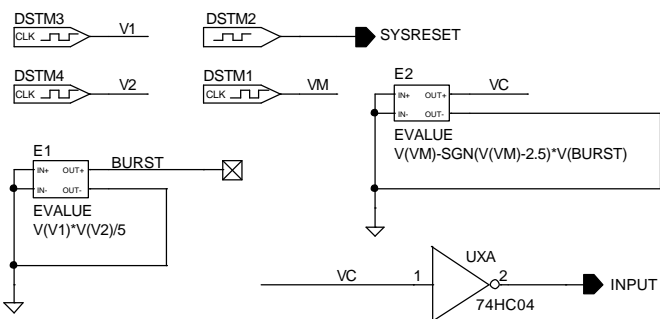 DSTM3
CLK
V1
DSTM2
SYSRESET
DSTM4
CLK
V2
DSTM1
CLK
VM
E2
IN+ OUT+
IN- OUT-
VC
EVALUE
V(VM)-SGN(V(VM)-2.5)*V(BURST)
E1
IN+ OUT+
IN- OUT-
BURST
EVALUE
V(V1)*V(V2)/5
UXA
VC
1
2
INPUT
74HC04